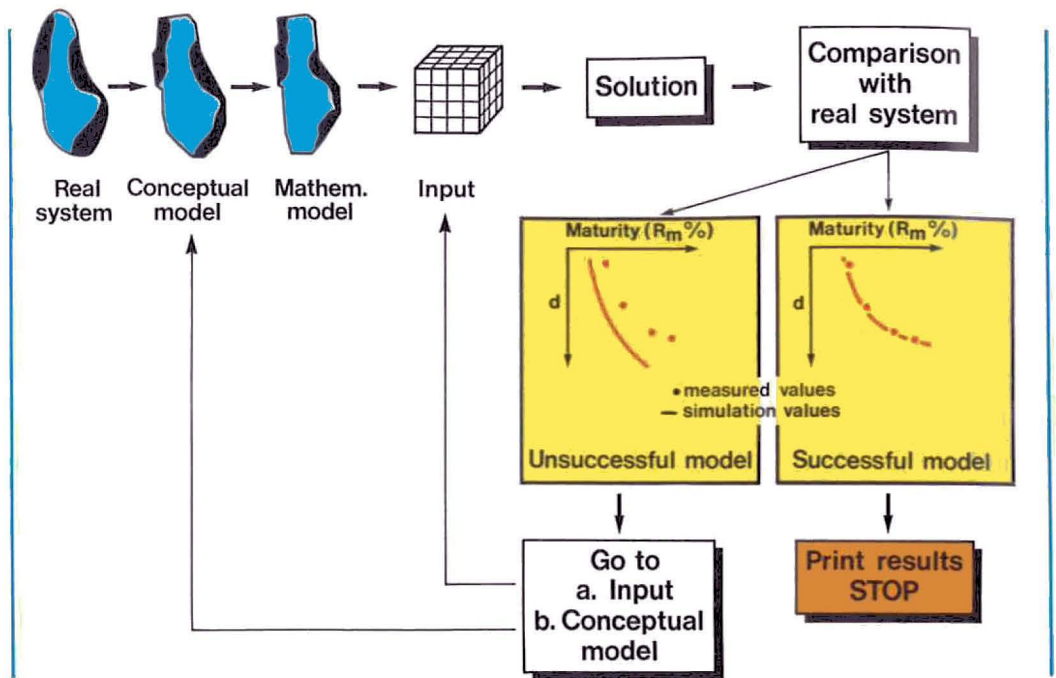 Real
system
Conceptual
model
Mathem.
model
Input
Solution
Comparison
with
real system
Maturity (Rm%)
d
Maturity (Rm%)
d
• measured values
— simulation values
Unsuccessful model
Successful model
Go to
a. Input
b. Conceptual
model
Print results
STOP